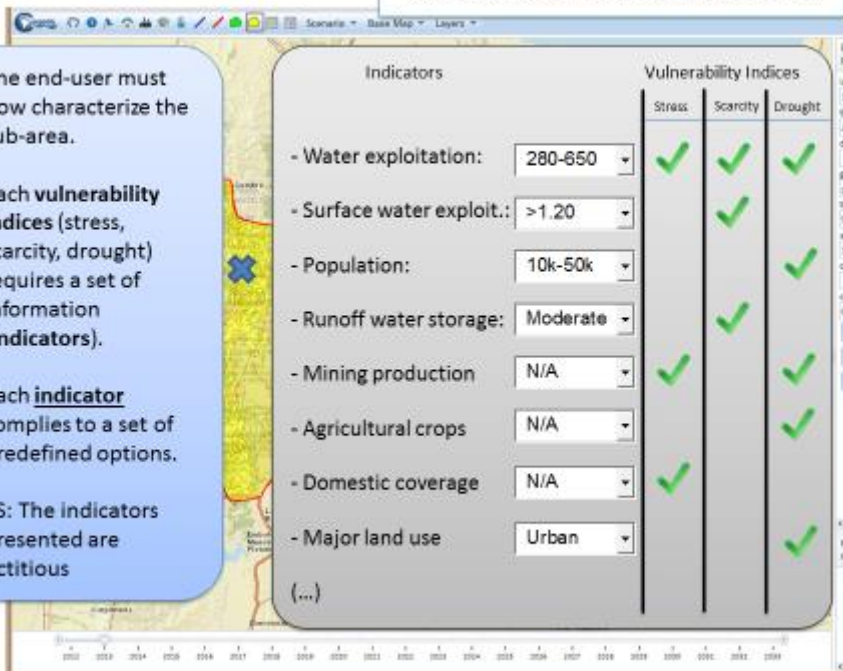 Scenario Base Map Layers
he end-user must
ow characterize the
ub-area.
ach vulnerability
ndices (stress,
carcity, drought)
equires a set of
nformation
ndicators).
ach indicator
omplies to a set of
redefined options.
S: The indicators
resented are
ctitious
Indicators Vulnerability Indices
Stress Scarcity Drought
- Water exploitation: 280-650
- Surface water exploit.: >1.20
- Population: 10k-50k
- Runoff water storage: Moderate
- Mining production N/A
- Agricultural crops N/A
- Domestic coverage N/A
- Major land use Urban
(...)